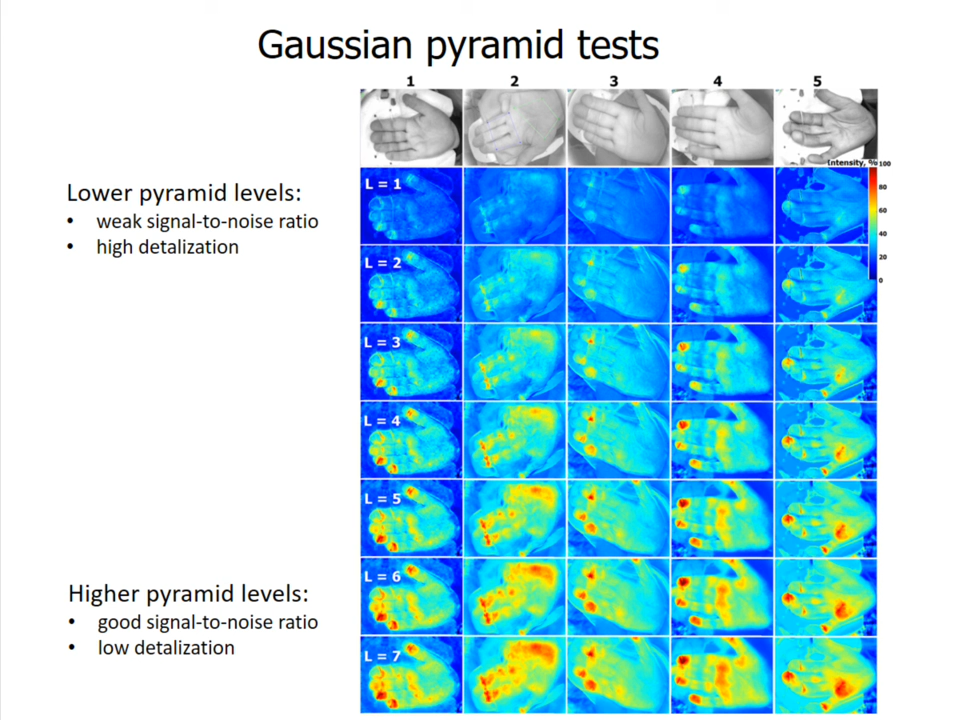 Gaussian pyramid tests
1 2 3 4 5
Intensity, % 100
80
60
40
20
0
Lower pyramid levels:
• weak signal-to-noise ratio
• high detalization
L = 1
L = 2
L = 3
L = 4
L = 5
L = 6
L = 7
Higher pyramid levels:
• good signal-to-noise ratio
• low detalization